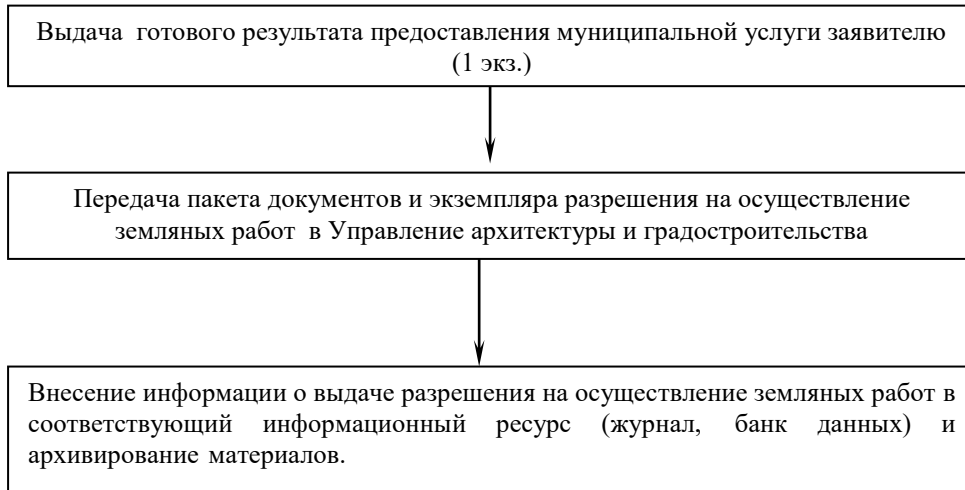 Выдача готового результата предоставления муниципальной услуги заявителю
(1 экз.)
Передача пакета документов и экземпляра разрешения на осуществление
земляных работ в Управление архитектуры и градостроительства
Внесение информации о выдаче разрешения на осуществление земляных работ в
соответствующий информационный ресурс (журнал, банк данных) и
архивирование материалов.